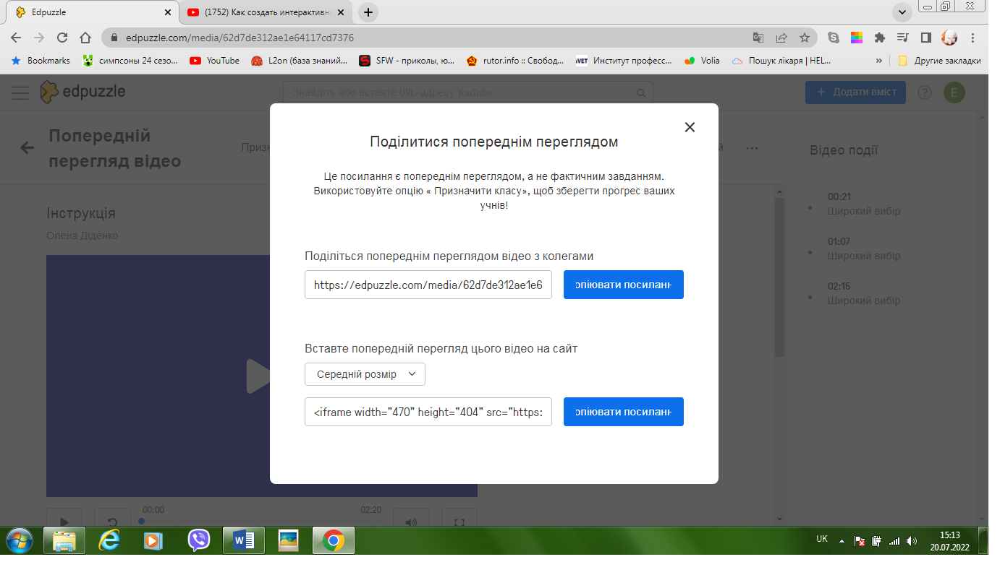 Edpuzzle
(1752) Как создать интерактивн
edpuzzle.com/media/62d7de312ae1e64117cd7376
Bookmarks
симпсоны 24 сезо...
YouTube
L2on (база знаний...
SFW - приколы, ю...
rutor.info :: Свобод...
IVET
Институт професс...
Volia
Пошук лікаря | HEL...
»
Другие закладки
edpuzzle
Знайдіть або вставте URL-адресу YouTube
+ Додати вміст
?
E
Попередній
перегляд відео
Призн
й
...
Відео події
Поділитися попереднім переглядом
Це посилання є попереднім переглядом, а не фактичним завданням.
Використовуйте опцію « Призначити класу», щоб зберегти прогрес ваших
учнів!
Інструкція
Олена Діденко
00:21
Широкий вибір
01:07
Широкий вибір
02:15
Широкий вибір
Поділіться попереднім переглядом відео з колегами
https://edpuzzle.com/media/62d7de312ae1e6
опіювати посиланн
Вставте попередній перегляд цього відео на сайт
Середній розмір
<iframe width="470" height="404" src="https:
опіювати посиланн
00:00
02:20
UK
15:13
20.07.2022